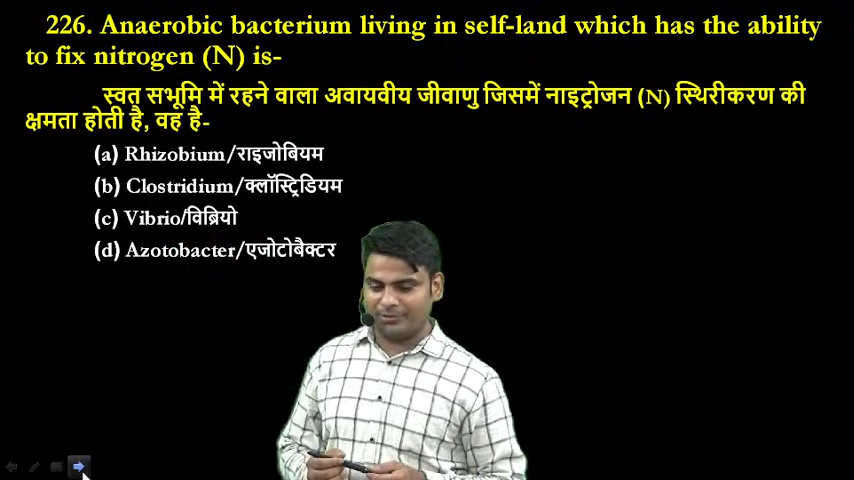 226. Anaerobic bacterium living in self-land which has the ability
to fix nitrogen (N) is-
स्वत सभूमि में रहने वाला अवायवीय जीवाणु जिसमें नाइट्रोजन (N) स्थिरीकरण की
क्षमता होती है, वह है-
(a) Rhizobium/राइजोबियम
(b) Clostridium/क्लॉस्ट्रिडियम
(c) Vibrio/विब्रियो
(d) Azotobacter/एजोटोबैक्टर